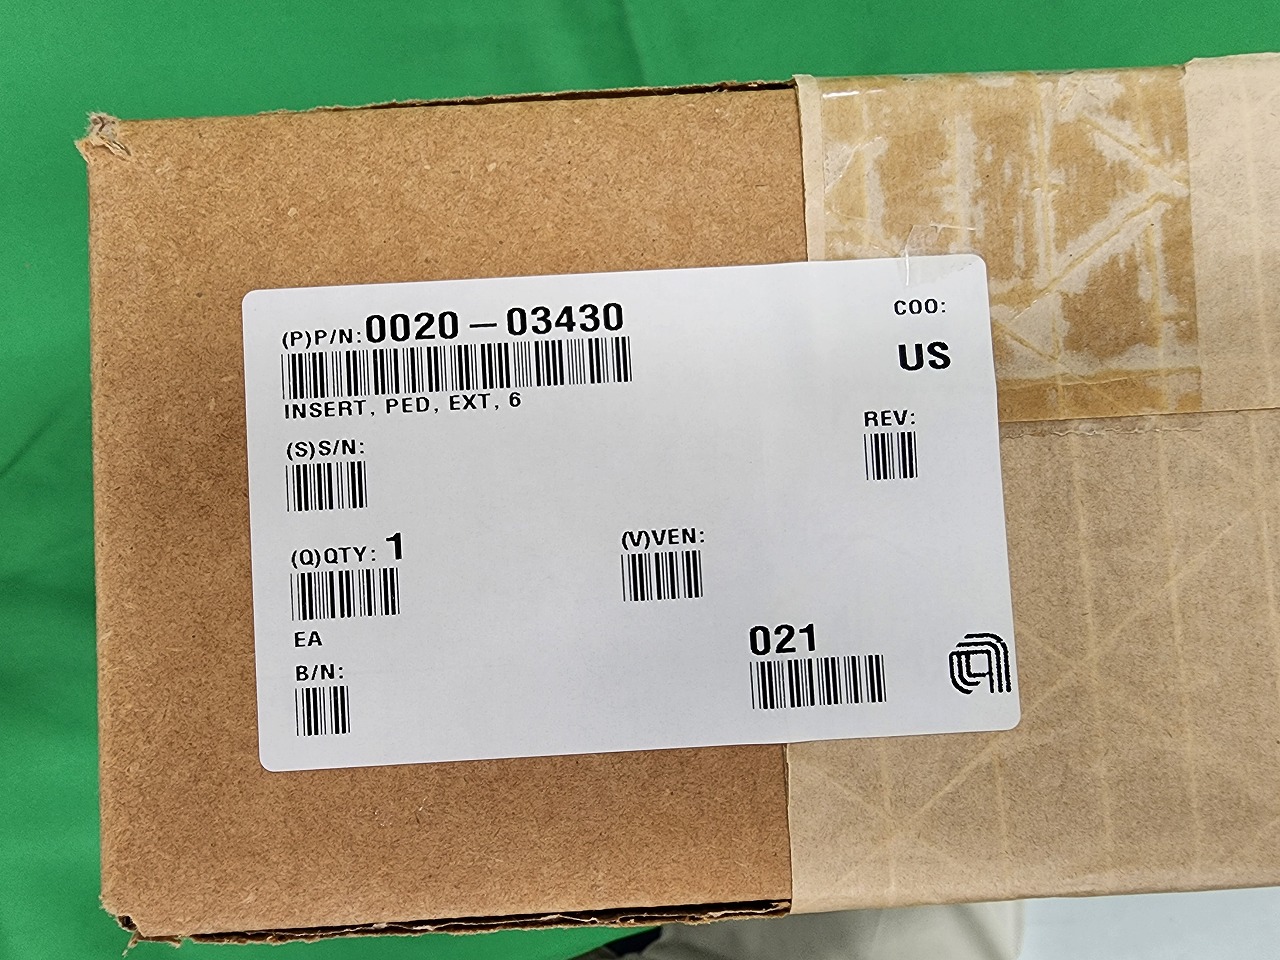 (P)P/N:0020-03430
COO:
US
INSERT, PED, EXT, 6
REV:
(S)S/N:
(Q)QTY: 1
(V)VEN:
EA
021
B/N: